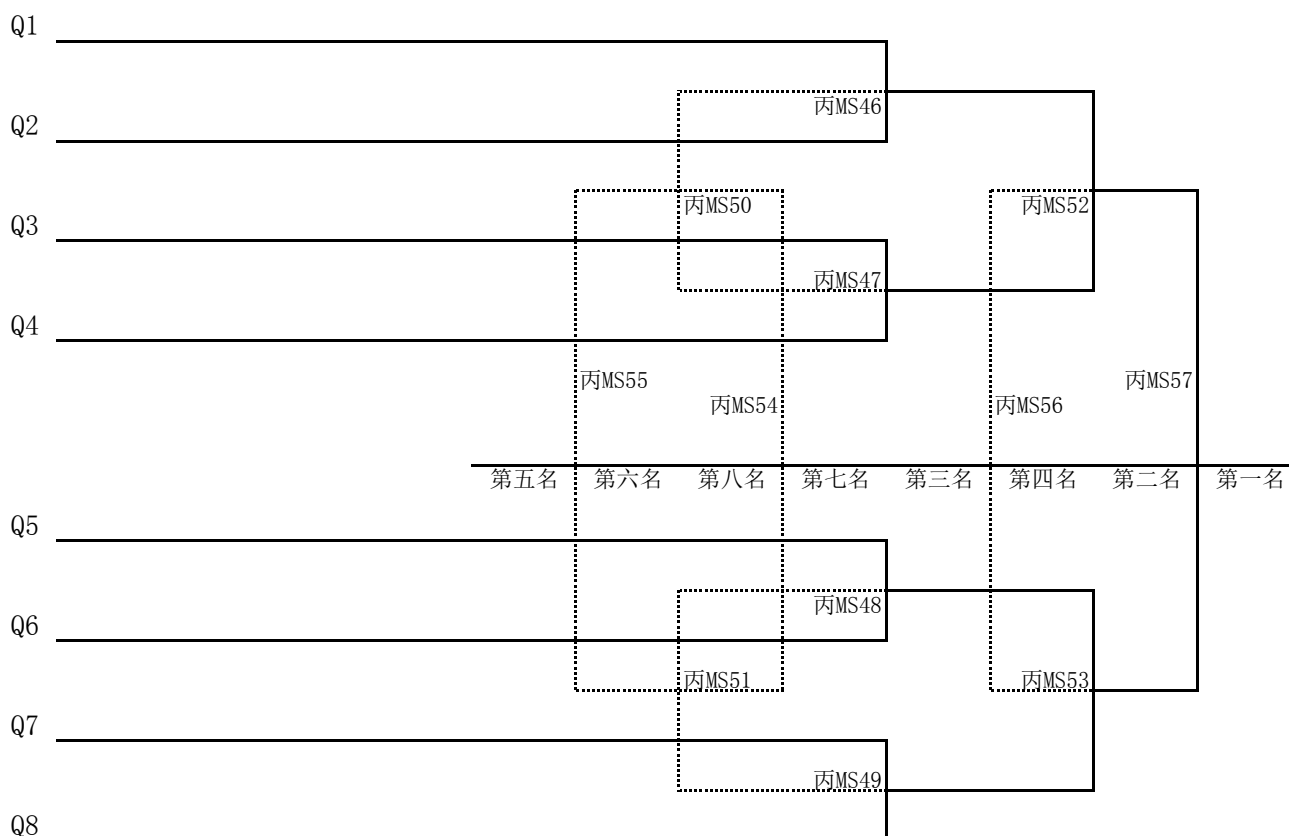 Q1
丙MS46
Q2
丙MS50
丙MS52
Q3
丙MS47
Q4
丙MS55
丙MS54
丙MS56
丙MS57
第五名 第六名 第八名 第七名 第三名 第四名 第二名 第一名
Q5
丙MS48
Q6
丙MS51
丙MS53
Q7
丙MS49
Q8